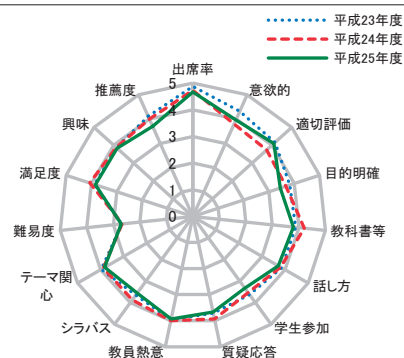 平成23年度
平成24年度
平成25年度
出席率
意欲的
適切評価
目的明確
教科書等
話し方
学生参加
質疑応答
教員熱意
シラバス
テーマ関
心
難易度
満足度
興味
推薦度
5
4
3
2
1
0